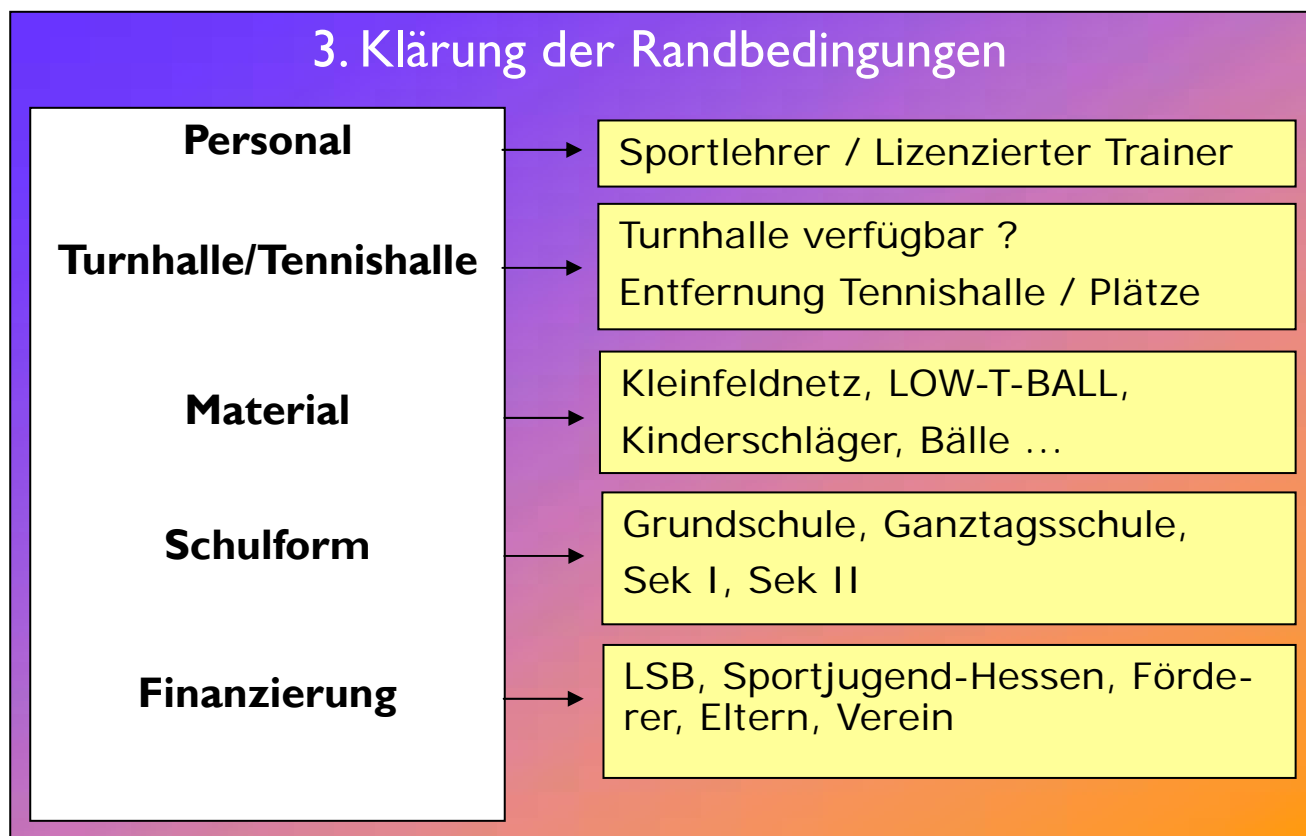 3. Klärung der Randbedingungen
Personal
Sportlehrer / Lizenzierter Trainer
Turnhalle/Tennishalle
Turnhalle verfügbar ?
Entfernung Tennishalle / Plätze
Material
Kleinfeldnetz, LOW-T-BALL,
Kinderschläger, Bälle ...
Schulform
Grundschule, Ganztagsschule,
Sek I, Sek II
Finanzierung
LSB, Sportjugend-Hessen, Förde-
rer, Eltern, Verein